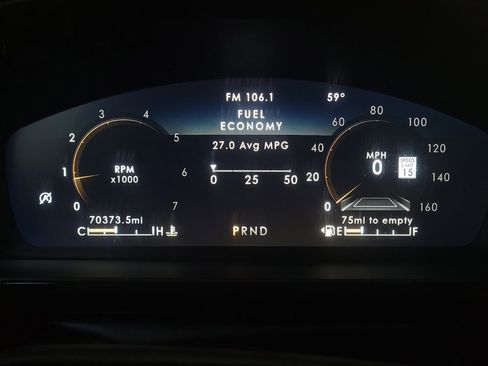 FM 106.1 59°
FUEL
ECONOMY
27.0 Avg MPG
0 25 50
0 1 2 3 4 5 6 7
RPM
x1000
0 20 40 60 80 100 120 140 160
MPH
0
SPEED
LIMIT
15
70373.5mi
C H
PRND
75mi to empty
E F